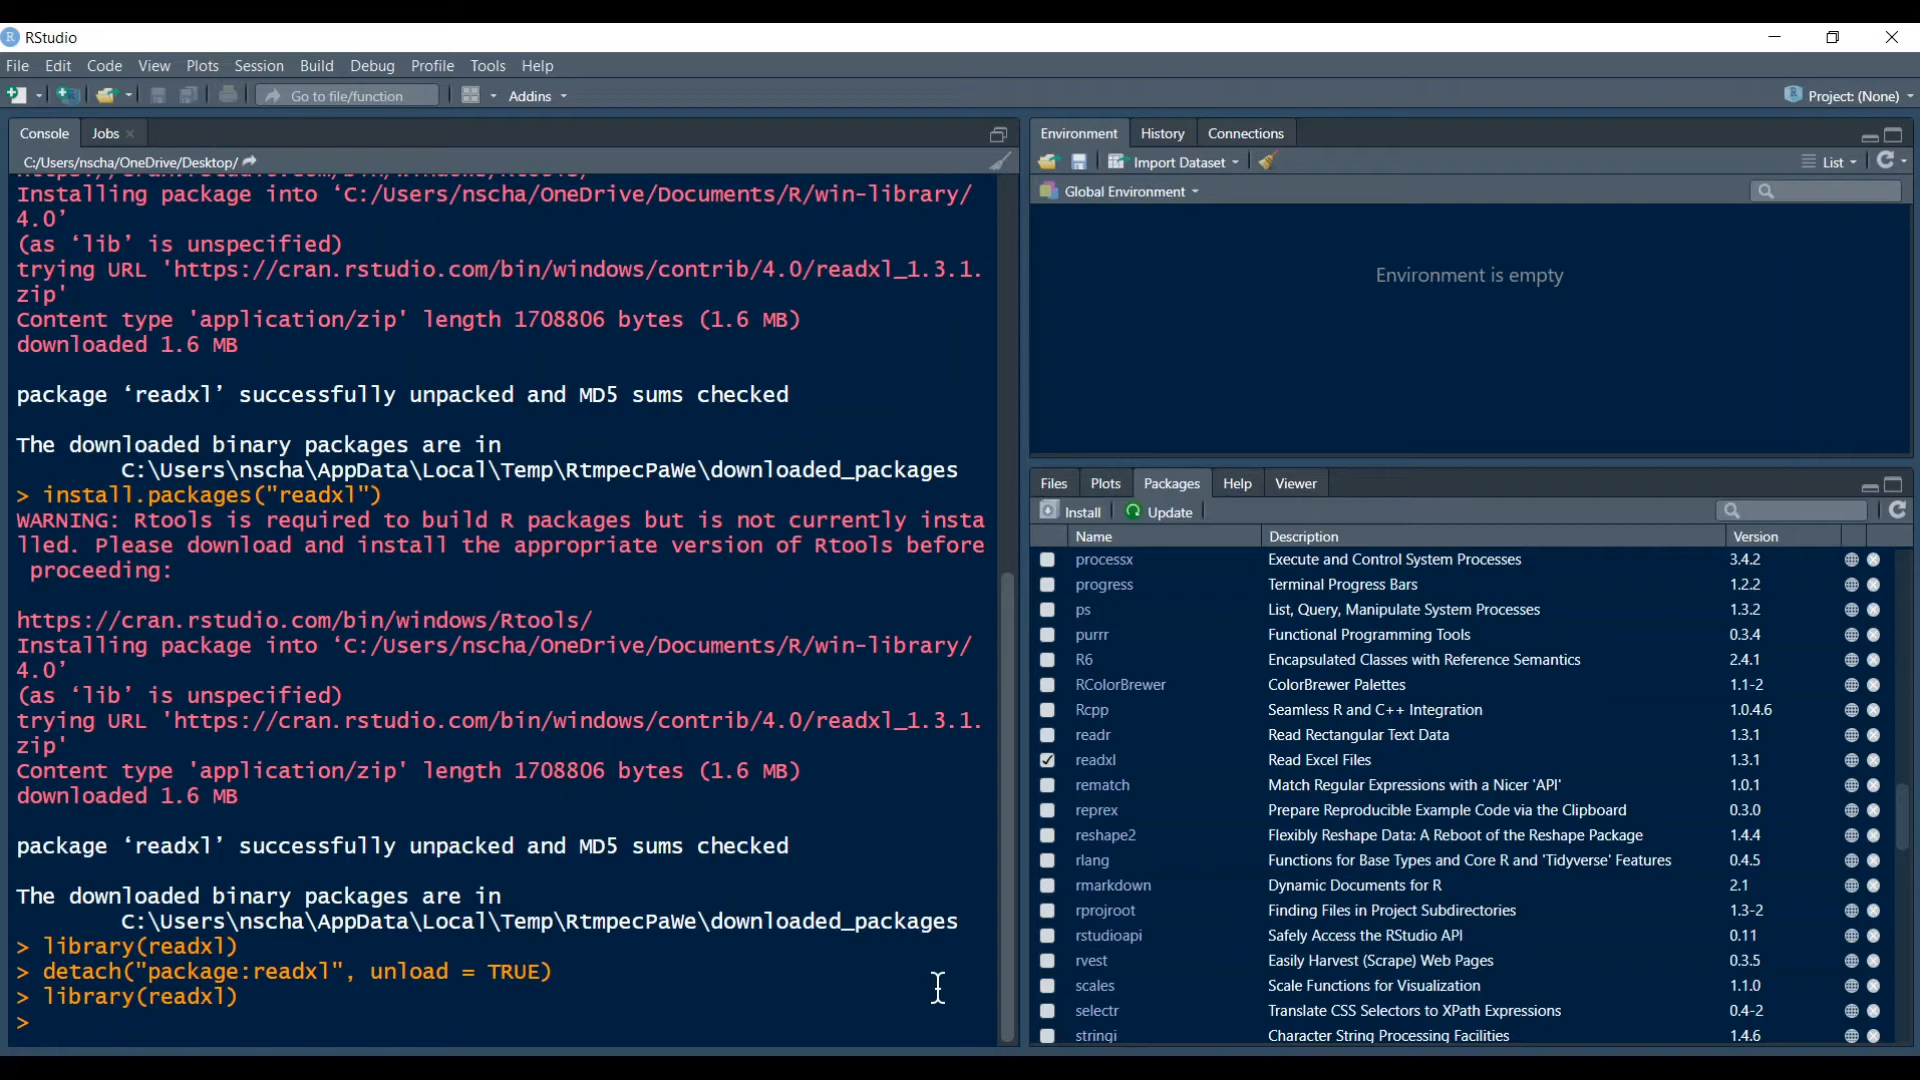 RStudio
File Edit Code View Plots Session Build Debug Profile Tools Help
Go to file/function Addins Project: (None)
Console Jobs
C:/Users/nscha/OneDrive/Desktop/
Installing package into ‘C:/Users/nscha/OneDrive/Documents/R/win-library/
4.0’
(as ‘lib’ is unspecified)
trying URL 'https://cran.rstudio.com/bin/windows/contrib/4.0/readxl_1.3.1.
zip'
Content type 'application/zip' length 1708806 bytes (1.6 MB)
downloaded 1.6 MB
package ‘readxl’ successfully unpacked and MD5 sums checked
The downloaded binary packages are in
C:\Users\nscha\AppData\Local\Temp\RtmpecPaWe\downloaded_packages
> install.packages("readxl")
WARNING: Rtools is required to build R packages but is not currently insta
lled. Please download and install the appropriate version of Rtools before
proceeding:
https://cran.rstudio.com/bin/windows/Rtools/
Installing package into ‘C:/Users/nscha/OneDrive/Documents/R/win-library/
4.0’
(as ‘lib’ is unspecified)
trying URL 'https://cran.rstudio.com/bin/windows/contrib/4.0/readxl_1.3.1.
zip'
Content type 'application/zip' length 1708806 bytes (1.6 MB)
downloaded 1.6 MB
package ‘readxl’ successfully unpacked and MD5 sums checked
The downloaded binary packages are in
C:\Users\nscha\AppData\Local\Temp\RtmpecPaWe\downloaded_packages
> library(readxl)
> detach("package:readxl", unload = TRUE)
> library(readxl)
>
Environment History Connections
Import Dataset List
Global Environment
Environment is empty
Files Plots Packages Help Viewer
Install Update
Name Description Version
processx Execute and Control System Processes 3.4.2
progress Terminal Progress Bars 1.2.2
ps List, Query, Manipulate System Processes 1.3.2
purrr Functional Programming Tools 0.3.4
R6 Encapsulated Classes with Reference Semantics 2.4.1
RColorBrewer ColorBrewer Palettes 1.1-2
Rcpp Seamless R and C++ Integration 1.0.4.6
readr Read Rectangular Text Data 1.3.1
readxl Read Excel Files 1.3.1
rematch Match Regular Expressions with a Nicer 'API' 1.0.1
reprex Prepare Reproducible Example Code via the Clipboard 0.3.0
reshape2 Flexibly Reshape Data: A Reboot of the Reshape Package 1.4.4
rlang Functions for Base Types and Core R and 'Tidyverse' Features 0.4.5
rmarkdown Dynamic Documents for R 2.1
rprojroot Finding Files in Project Subdirectories 1.3-2
rstudioapi Safely Access the RStudio API 0.11
rvest Easily Harvest (Scrape) Web Pages 0.3.5
scales Scale Functions for Visualization 1.1.0
selectr Translate CSS Selectors to XPath Expressions 0.4-2
stringi Character String Processing Facilities 1.4.6